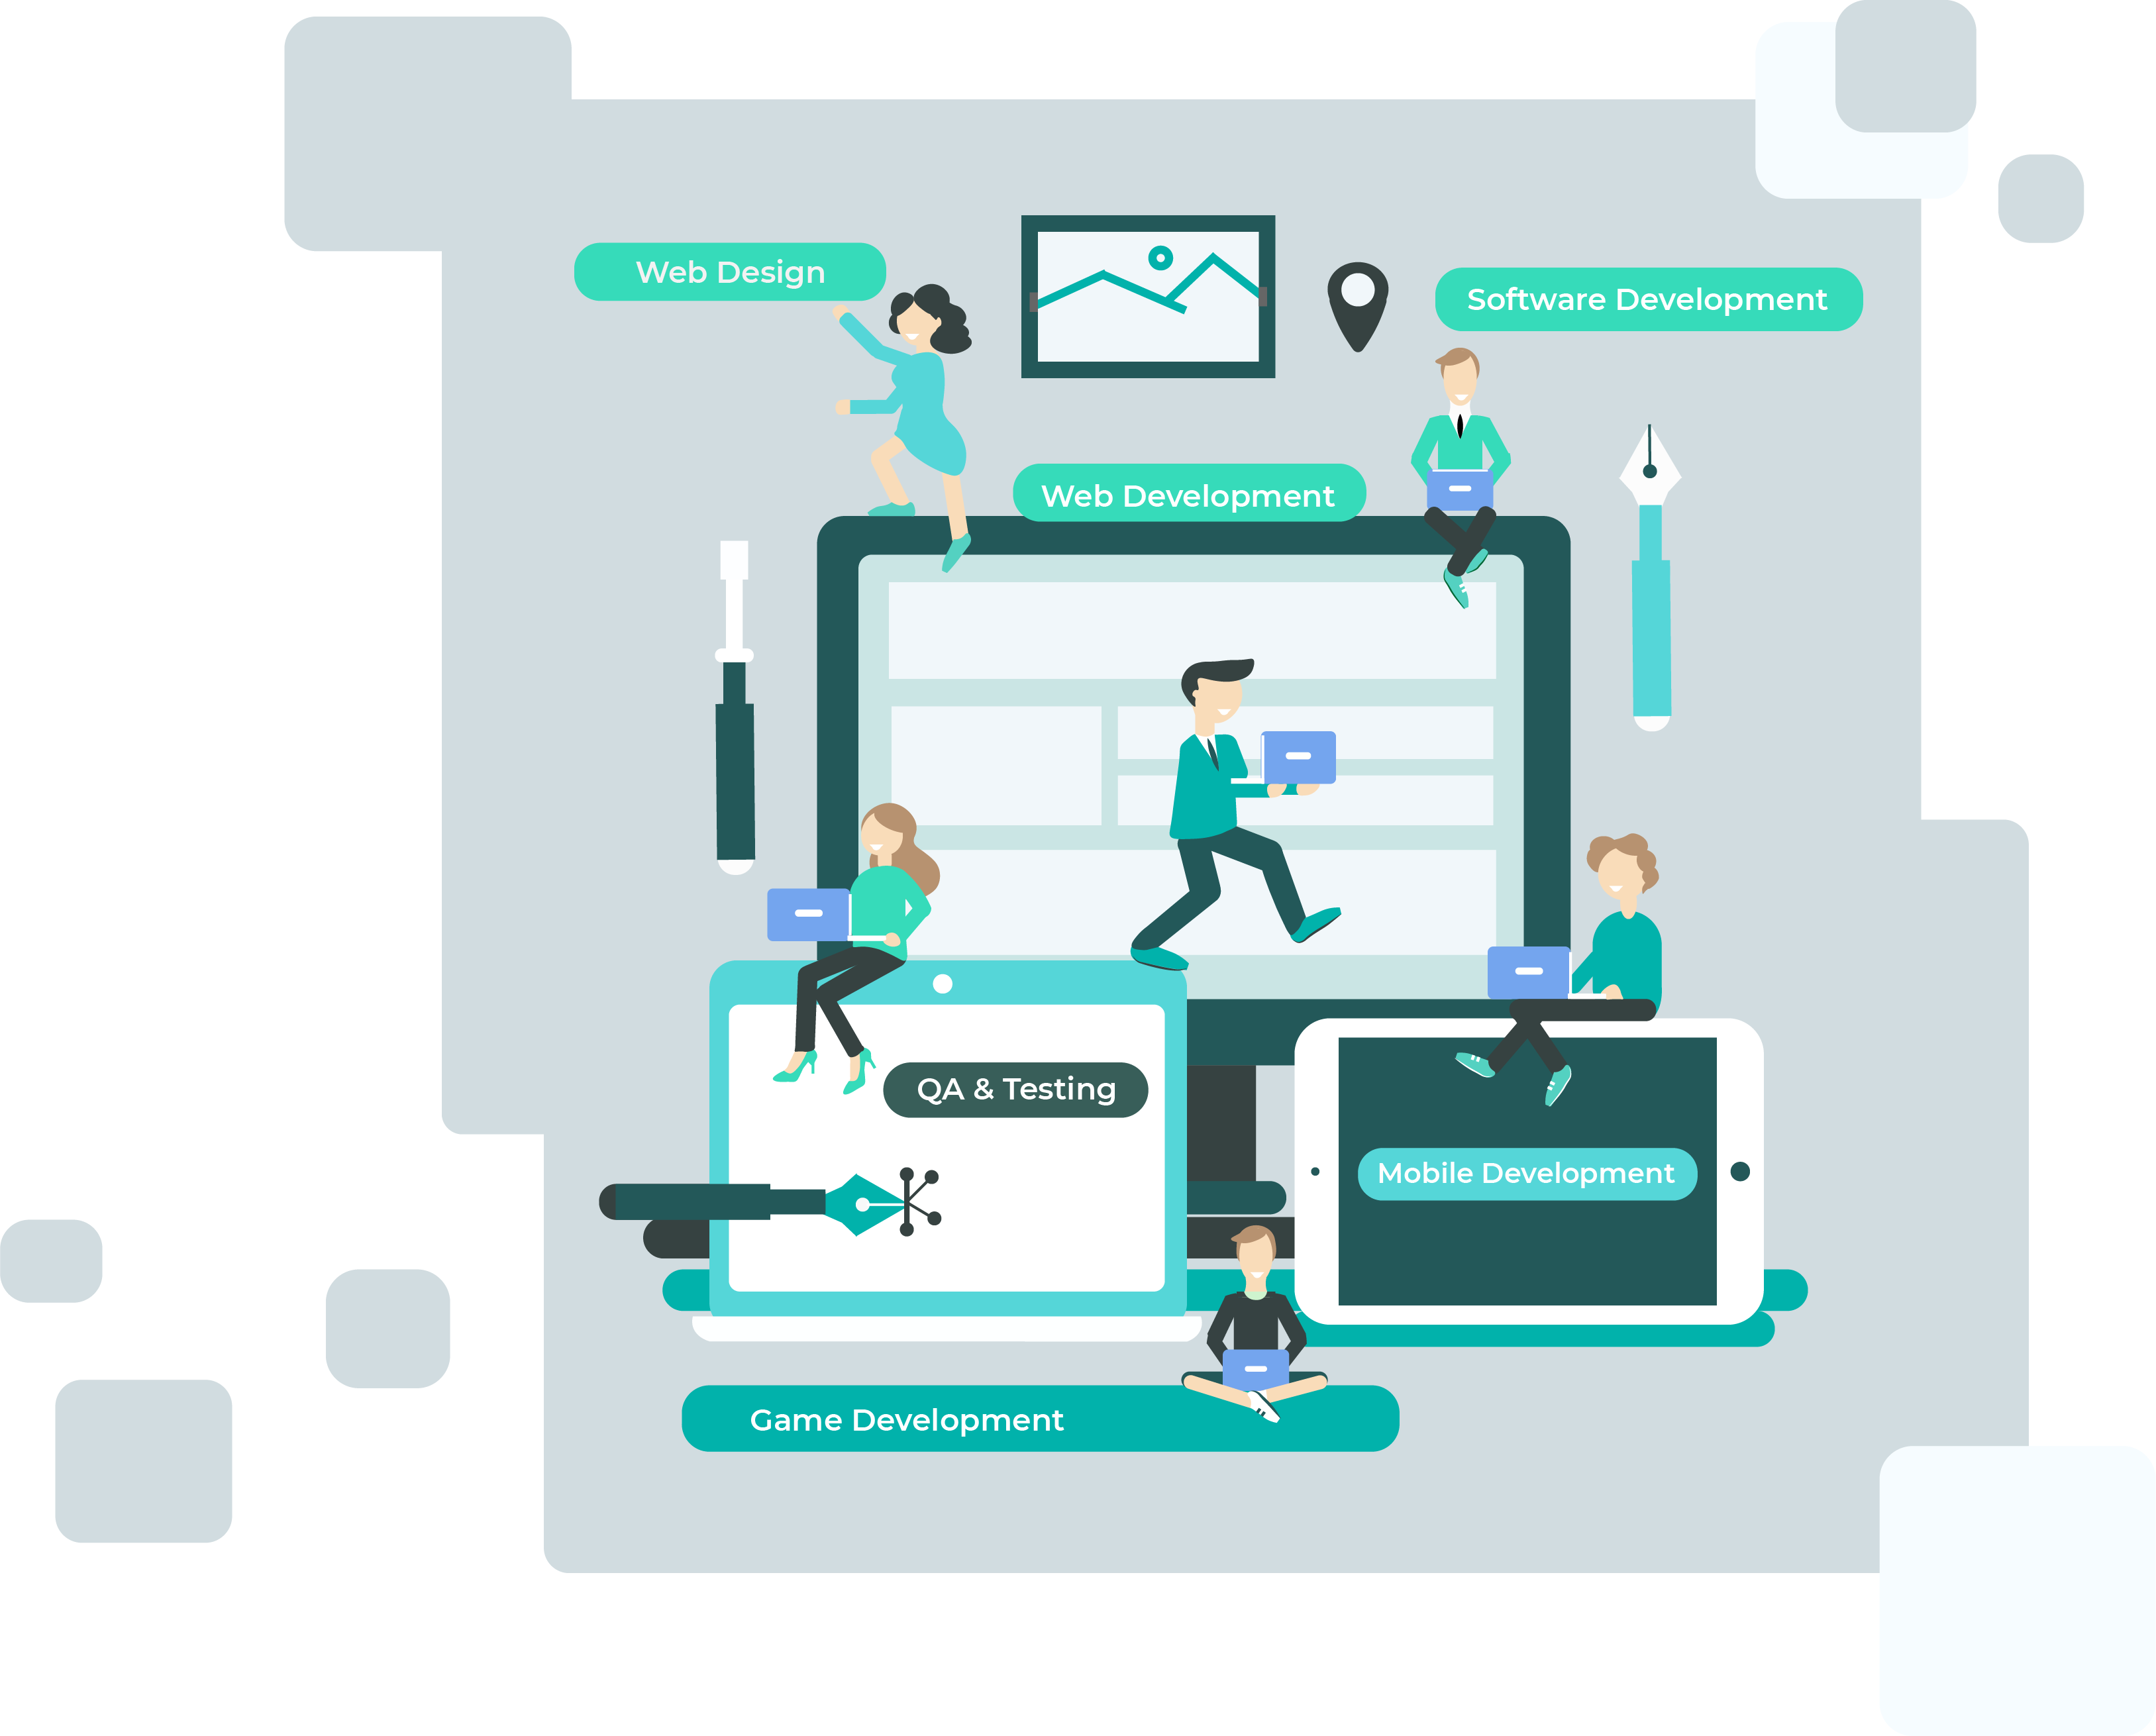 Web Design
Software Development
Web Development
QA & Testing
Mobile Development
Game Development